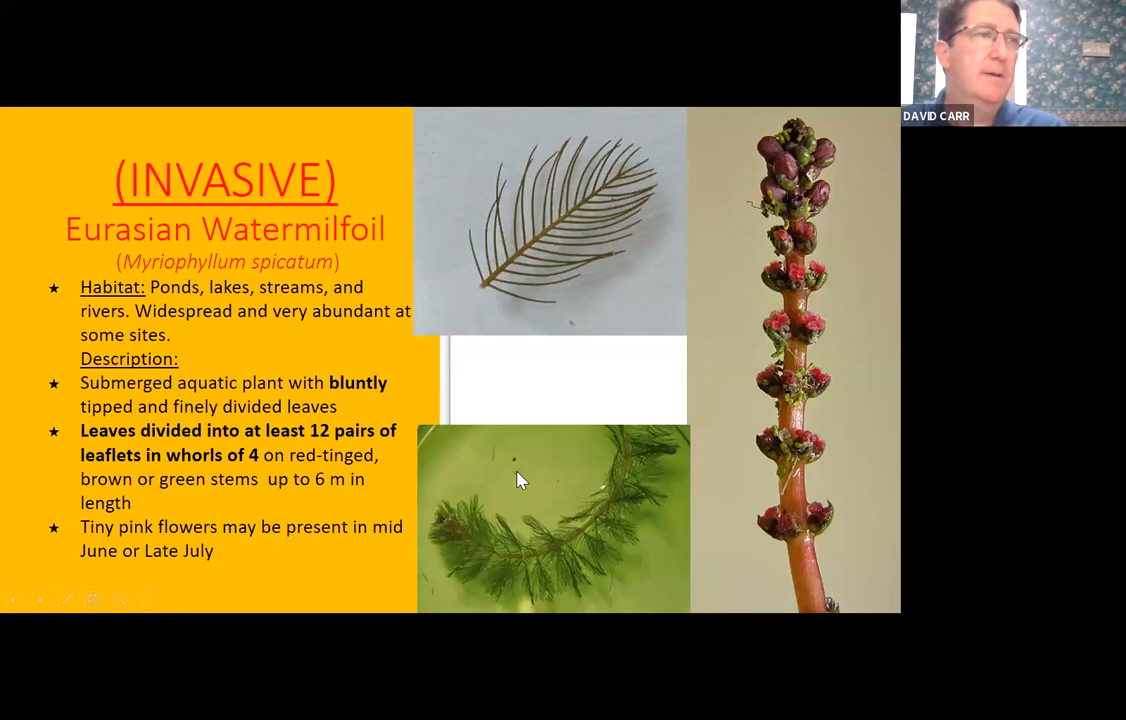 DAVID CARR
(INVASIVE)
Eurasian Watermilfoil
(Myriophyllum spicatum)
★ Habitat: Ponds, lakes, streams, and
rivers. Widespread and very abundant at
some sites.
Description:
★ Submerged aquatic plant with bluntly
tipped and finely divided leaves
★ Leaves divided into at least 12 pairs of
leaflets in whorls of 4 on red-tinged,
brown or green stems  up to 6 m in
length
★ Tiny pink flowers may be present in mid
June or Late July